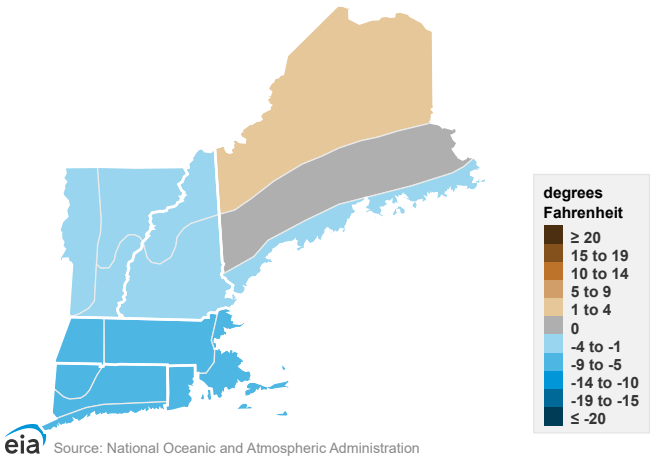 degrees
Fahrenheit
≥ 20
15 to 19
10 to 14
5 to 9
1 to 4
0
-4 to -1
-9 to -5
-14 to -10
-19 to -15
≤ -20
eia
Source: National Oceanic and Atmospheric Administration